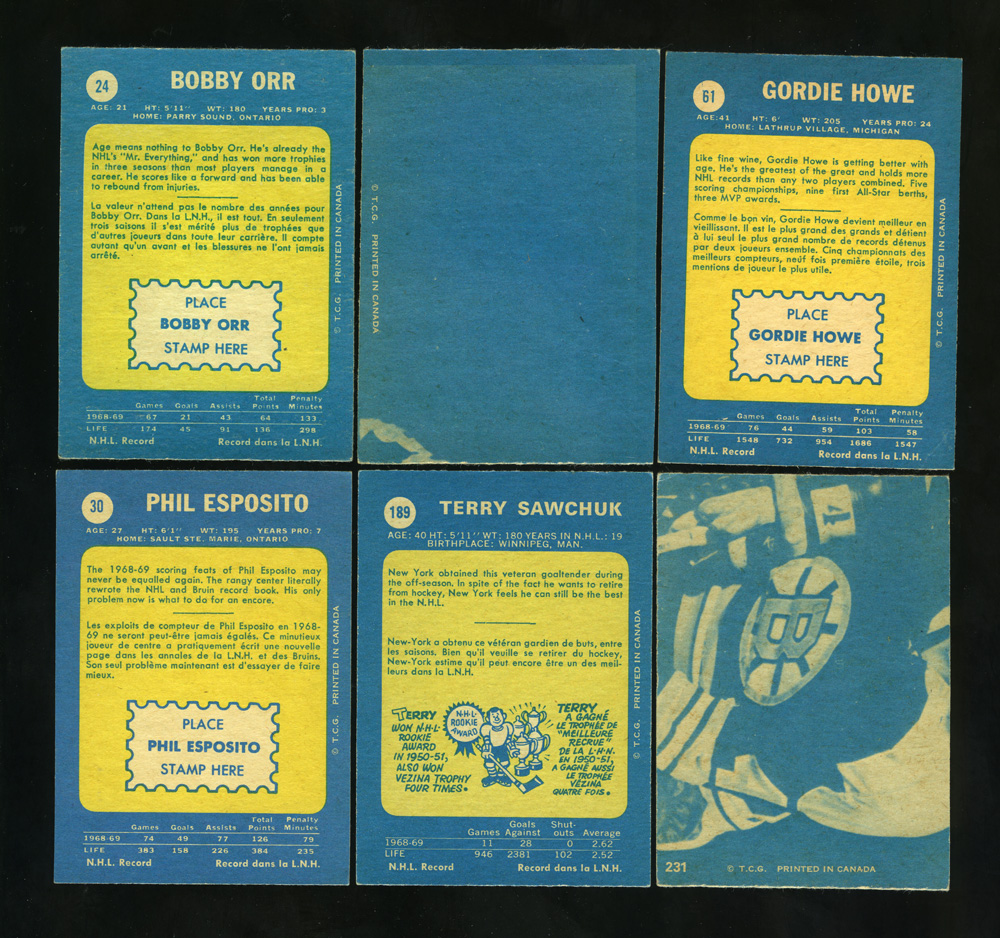 24
BOBBY ORR
AGE: 21 HT: 5'11" WT: 180 YEARS PRO: 3
HOME: PARRY SOUND, ONTARIO
Age means nothing to Bobby Orr. He's already the
NHL's "Mr. Everything," and has won more trophies
in three seasons than most players manage in a
career. He scores like a forward and has been able
to rebound from injuries.
La valeur n'attend pas le nombre des années pour
Bobby Orr. Dans la L.N.H., il est tout. En seulement
trois saisons il s'est mérité plus de trophées que
d'autres joueurs dans toute leur carrière. Il compte
autant qu'un avant et les blessures ne l'ont jamais
arrêté.
PLACE
BOBBY ORR
STAMP HERE
Games Goals Assists Total Points Penalty Minutes
1968-69 67 21 43 64 133
LIFE 174 45 91 136 298
N.H.L. Record Record dans la L.N.H.
© T.C.G. PRINTED IN CANADA
© T.C.G. PRINTED IN CANADA
61
GORDIE HOWE
AGE: 41 HT: 6' WT: 205 YEARS PRO: 24
HOME: LATHRUP VILLAGE, MICHIGAN
Like fine wine, Gordie Howe is getting better with
age. He's the greatest of the great and holds more
NHL records than any two players combined. Five
scoring championships, nine first All-Star berths,
three MVP awards.
Comme le bon vin, Gordie Howe devient meilleur en
vieillissant. Il est le plus grand des grands et détient
à lui seul le plus grand nombre de records détenus
par deux joueurs ensemble. Cinq championnats des
meilleurs compteurs, neuf fois première étoile, trois
mentions de joueur le plus utile.
PLACE
GORDIE HOWE
STAMP HERE
Games Goals Assists Total Points Penalty Minutes
1968-69 76 44 59 103 58
LIFE 1548 732 954 1686 1547
N.H.L. Record Record dans la L.N.H.
© T.C.G. PRINTED IN CANADA
30
PHIL ESPOSITO
AGE: 27 HT: 6'1" WT: 195 YEARS PRO: 7
HOME: SAULT STE. MARIE, ONTARIO
The 1968-69 scoring feats of Phil Esposito may
never be equalled again. The rangy center literally
rewrote the NHL and Bruin record book. His only
problem now is what to da for an encore.
Les exploits de compteur de Phil Esposito en 1968-
69 ne seront peut-être jamais égalés. Ce minutieux
joueur de centre a pratiquement écrit une nouvelle
page dans les annales de la L.N.H. et des Bruins.
Son seul problème maintenant est d'essayer de faire
mieux.
PLACE
PHIL ESPOSITO
STAMP HERE
Games Goals Assists Total Points Penalty Minutes
1968-69 74 49 77 126 79
LIFE 383 158 226 384 235
N.H.L. Record Record dans la L.N.H.
© T.C.G. PRINTED IN CANADA
189
TERRY SAWCHUK
AGE: 40 HT: 5'11" WT: 180 YEARS IN N.H.L.: 19
BIRTHPLACE: WINNIPEG, MAN.
New York obtained this veteran goaltender during
the off-season. In spite of the fact he wants to retire
from hockey, New York feels he can still be the best
in the N.H.L.
New-York a obtenu ce vétéran gardien de buts, entre
les saisons. Bien qu'il veuille se retirer du hockey,
New-York estime qu'il peut encore être un des meil-
leurs dans la L.N.H.
TERRY
WON N·H·L·
ROOKIE
AWARD
IN 1950-51,
ALSO WON
VEZINA TROPHY
FOUR TIMES.
N·H·L·
ROOKIE
AWARD
TERRY
A GAGNÉ
LE TROPHÉE DE
"MEILLEURE
RECRUE"
DE LA L·N·N.
EN 1950-51,
A GAGNÉ AUSSI
LE TROPHÉE
VEZINA
QUATRE FOIS.
Games Goals Against Shut-outs Average
1968-69 11 28 0 2.62
LIFE 946 2381 102 2.52
N.H.L. Record Record dans la L.N.H.
© T.C.G. PRINTED IN CANADA
4
B
231
© T.C.G. PRINTED IN CANADA